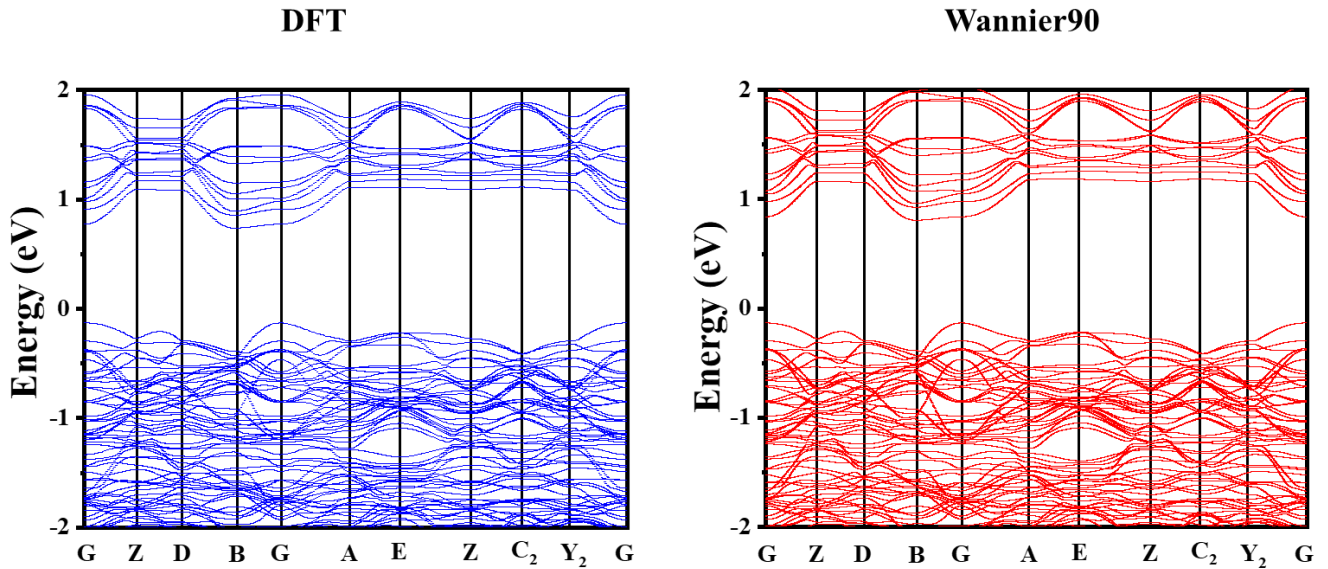 DFT
Wannier90
Energy (eV)
2
1
0
-1
-2
G Z D B G A E Z C₂ Y₂ G
Energy (eV)
2
1
0
-1
-2
G Z D B G A E Z C₂ Y₂ G